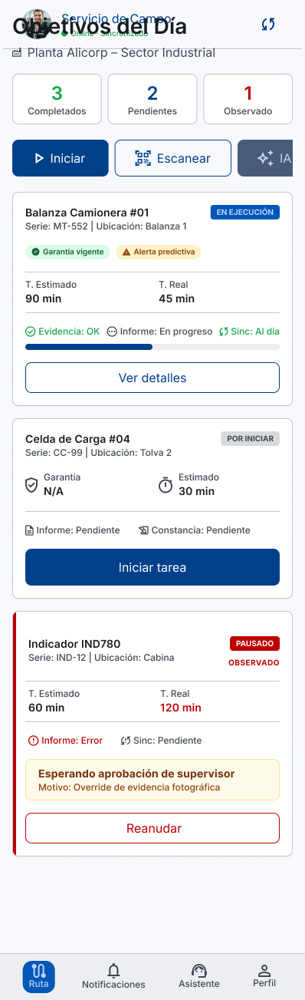 Servicio de Campo
Objetivos del Día
Online · Sincronizado
Planta Alicorp – Sector Industrial
3
Completados
2
Pendientes
1
Observado
Iniciar
Escanear
IA
Balanza Camionera #01
EN EJECUCIÓN
Serie: MT-552 | Ubicación: Balanza 1
Garantía vigente
Alerta predictiva
T. Estimado
90 min
T. Real
45 min
Evidencia: OK
Informe: En progreso
Sinc: Al día
Ver detalles
Celda de Carga #04
POR INICIAR
Serie: CC-99 | Ubicación: Tolva 2
Garantía
N/A
Estimado
30 min
Informe: Pendiente
Constancia: Pendiente
Iniciar tarea
Indicador IND780
PAUSADO
Serie: IND-12 | Ubicación: Cabina
OBSERVADO
T. Estimado
60 min
T. Real
120 min
Informe: Error
Sinc: Pendiente
Esperando aprobación de supervisor
Motivo: Override de evidencia fotográfica
Reanudar
Ruta
Notificaciones
Asistente
Perfil